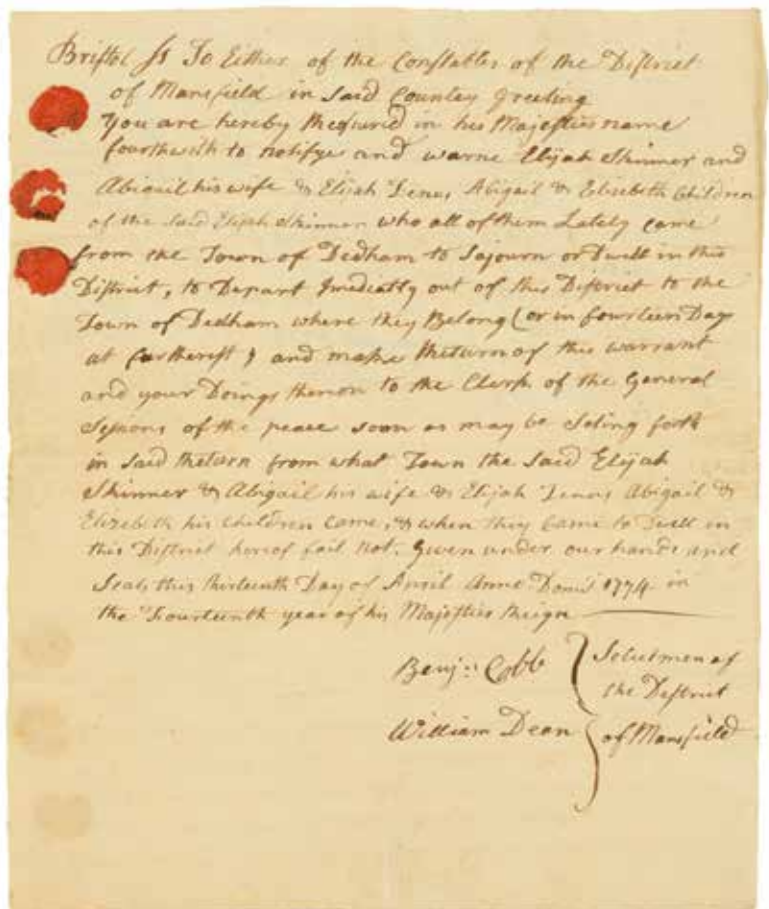 Bristol ss To Either of the Constables of the District
of Mansfield in Said County Greeting
You are hereby Required in his Majesties name
fourthwith to notifye and warne Elijah Skinner and
Abigail his wife & Elijah Abigail & Elizebeth Children
of the Said Elijah Skinner who all of them Lately came
from the Town of Dedham to Sojourn or Dwell in this
District, to Depart Imediatly out of this District to the
Town of Dedham where they Belong (or in fourteen Days
at fartherest) and make Return of this warrant
and your Doings thereon to the Clerk of the General
Sessions of the peace soon as may be Seting forth
in Said Return from what Town the Said Elijah
Skinner & Abigail his wife & Elijah Abigail &
Elizebeth his Children Came, & when they Came to Dwell in
this District hereof fail not. Given under our hands and
Seals this thirteenth Day of April Anno Domi 1774 in
the Fourteenth year of his Majesties Reign
Benjn Cobb
William Dean
Selectmen of
the District
of Mansfield